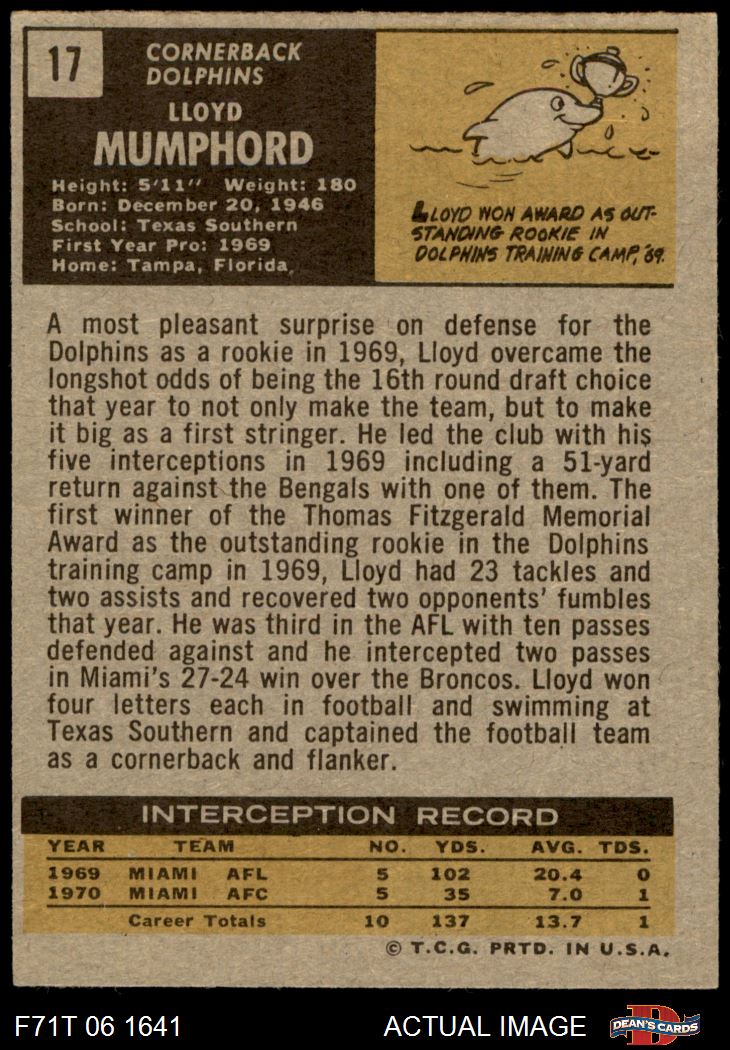 17
CORNERBACK
DOLPHINS
LLOYD
MUMPHORD
Height: 5'11" Weight: 180
Born: December 20, 1946
School: Texas Southern
First Year Pro: 1969
Home: Tampa, Florida
LLOYD WON AWARD AS OUT-
STANDING ROOKIE IN
DOLPHINS TRAINING CAMP, '69.
A most pleasant surprise on defense for the
Dolphins as a rookie in 1969, Lloyd overcame the
longshot odds of being the 16th round draft choice
that year to not only make the team, but to make
it big as a first stringer. He led the club with his
five interceptions in 1969 including a 51-yard
return against the Bengals with one of them. The
first winner of the Thomas Fitzgerald Memorial
Award as the outstanding rookie in the Dolphins
training camp in 1969, Lloyd had 23 tackles and
two assists and recovered two opponents' fumbles
that year. He was third in the AFL with ten passes
defended against and he intercepted two passes
in Miami's 27-24 win over the Broncos. Lloyd won
four letters each in football and swimming at
Texas Southern and captained the football team
as a cornerback and flanker.
INTERCEPTION RECORD
YEAR TEAM NO. YDS. AVG. TDS.
1969 MIAMI AFL 5 102 20.4 0
1970 MIAMI AFC 5 35 7.0 1
Career Totals 10 137 13.7 1
© T.C.G. PRTD. IN U.S.A.
F71T 06 1641 ACTUAL IMAGE D DEAN'S CARDS